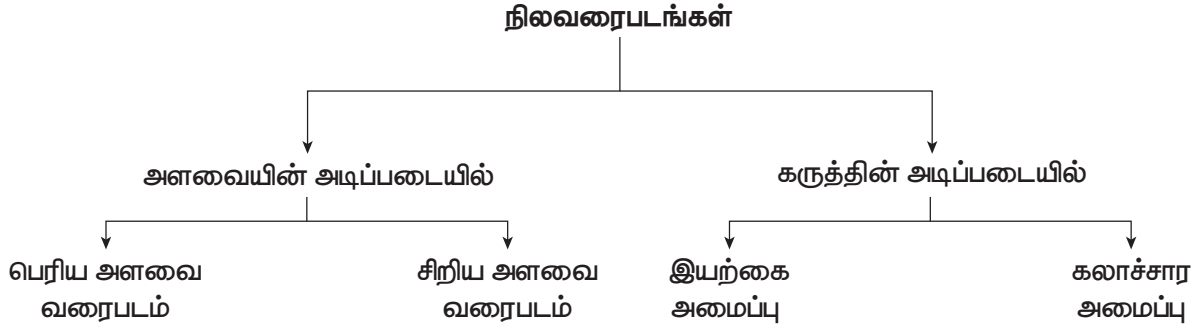 நிலவரைபடங்கள்
அளவையின் அடிப்படையில்
கருத்தின் அடிப்படையில்
பெரிய அளவை
வரைபடம்
சிறிய அளவை
வரைபடம்
இயற்கை
அமைப்பு
கலாச்சார
அமைப்பு